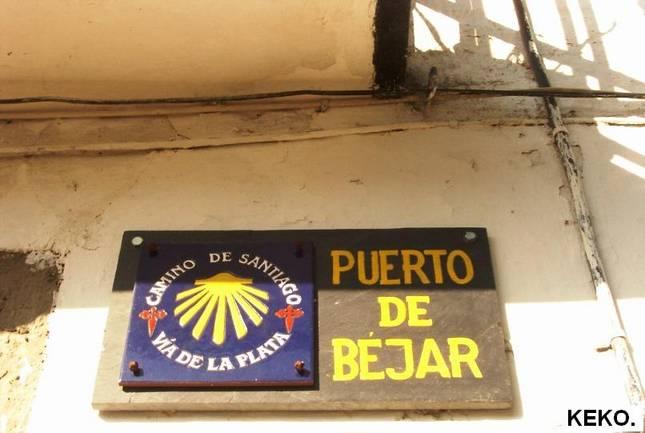 CAMINO DE SANTIAGO
VÍA DE LA PLATA
PUERTO
DE
BÉJAR
KEKO.